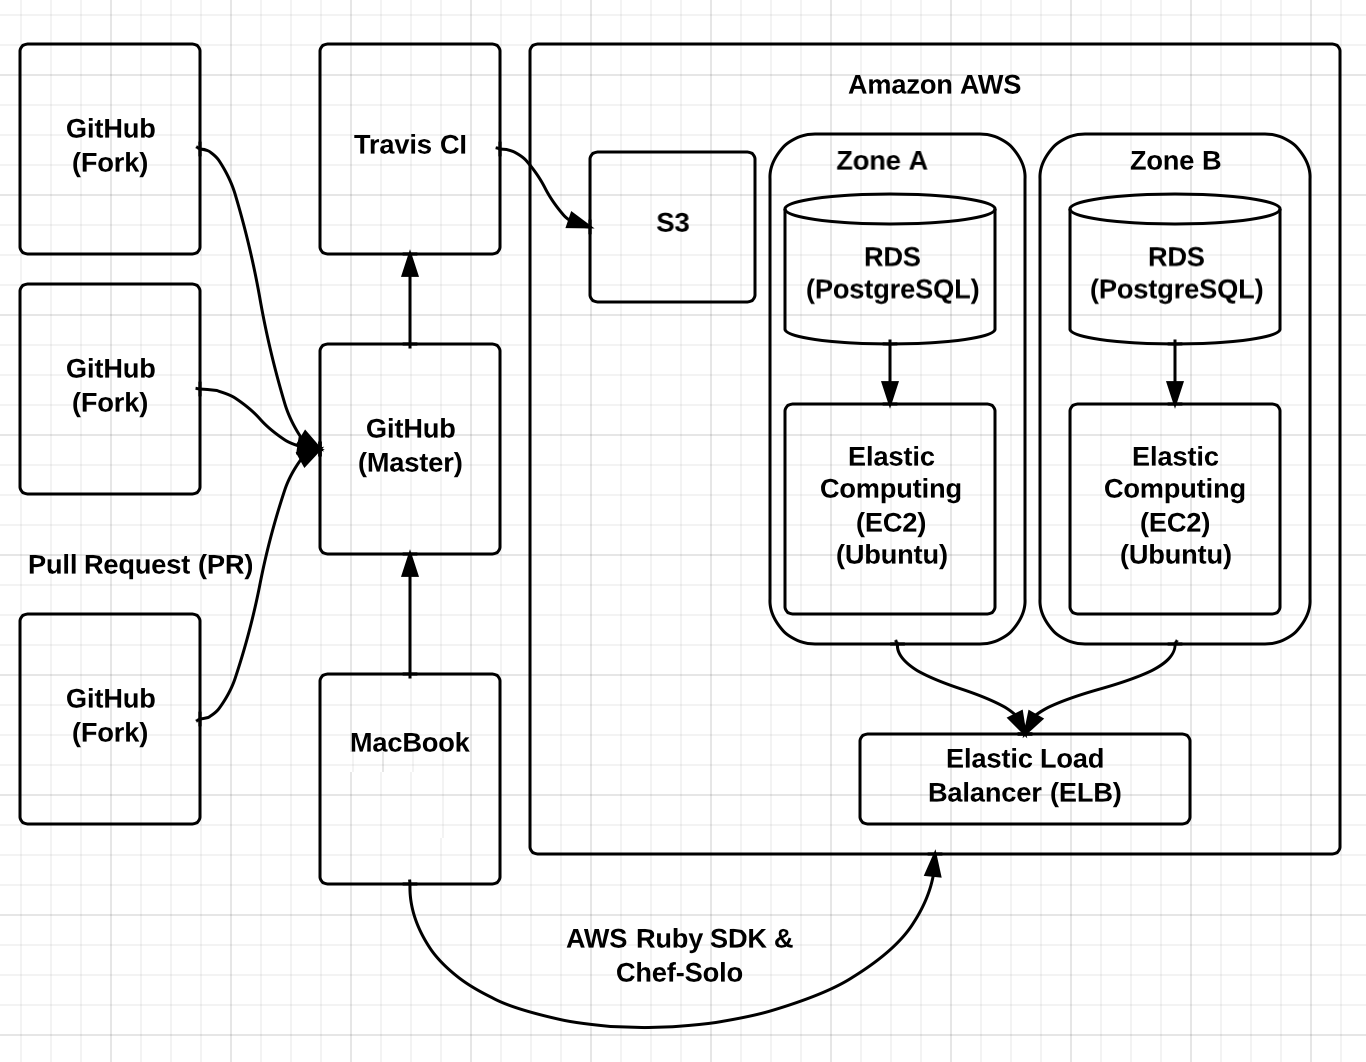 GitHub
(Fork)
GitHub
(Fork)
Pull Request (PR)
GitHub
(Fork)
Travis CI
GitHub
(Master)
MacBook
Amazon AWS
S3
Zone A
RDS
(PostgreSQL)
Elastic
Computing
(EC2)
(Ubuntu)
Zone B
RDS
(PostgreSQL)
Elastic
Computing
(EC2)
(Ubuntu)
Elastic Load
Balancer (ELB)
AWS Ruby SDK &
Chef-Solo